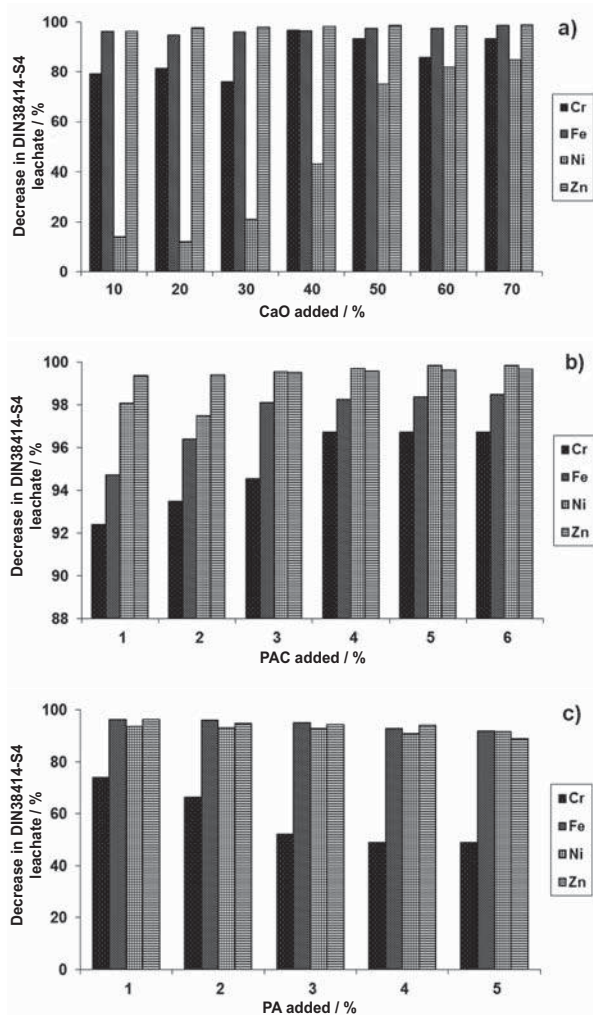 a)
Decrease in DIN38414-S4
leachate / %
100
80
60
40
20
0
10 20 30 40 50 60 70
CaO added / %
Cr
Fe
Ni
Zn
b)
Decrease in DIN38414-S4
leachate / %
100
98
96
94
92
90
88
1 2 3 4 5 6
PAC added / %
Cr
Fe
Ni
Zn
c)
Decrease in DIN38414-S4
leachate / %
100
80
60
40
20
0
1 2 3 4 5
PA added / %
Cr
Fe
Ni
Zn